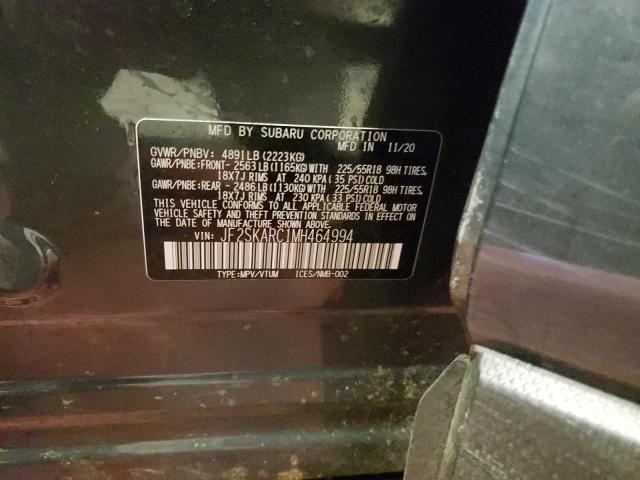 MFD BY SUBARU CORPORATION
MFD IN 11/20
GVWR/PNBV: 4891LB (2223KG)
GAWR/PNBE:FRONT- 2563LB(1165KG)WITH 225/55R18 98H TIRES,
18X7J RIMS AT 240 KPA(35 PSI)COLD
GAWR/PNBE:REAR - 2486LB(1130KG)WITH 225/55R18 98H TIRES,
18X7J RIMS AT 230 KPA(33 PSI)COLD
THIS VEHICLE CONFORMS TO ALL APPLICABLE FEDERAL MOTOR
VEHICLE SAFETY AND THEFT PREVENTION STANDARDS IN EFFECT
ON THE DATE OF MANUFACTURE SHOWN ABOVE.
VIN: JF2SKARC1MH464994
TYPE:MPV/VTUM ICES/NMB-002